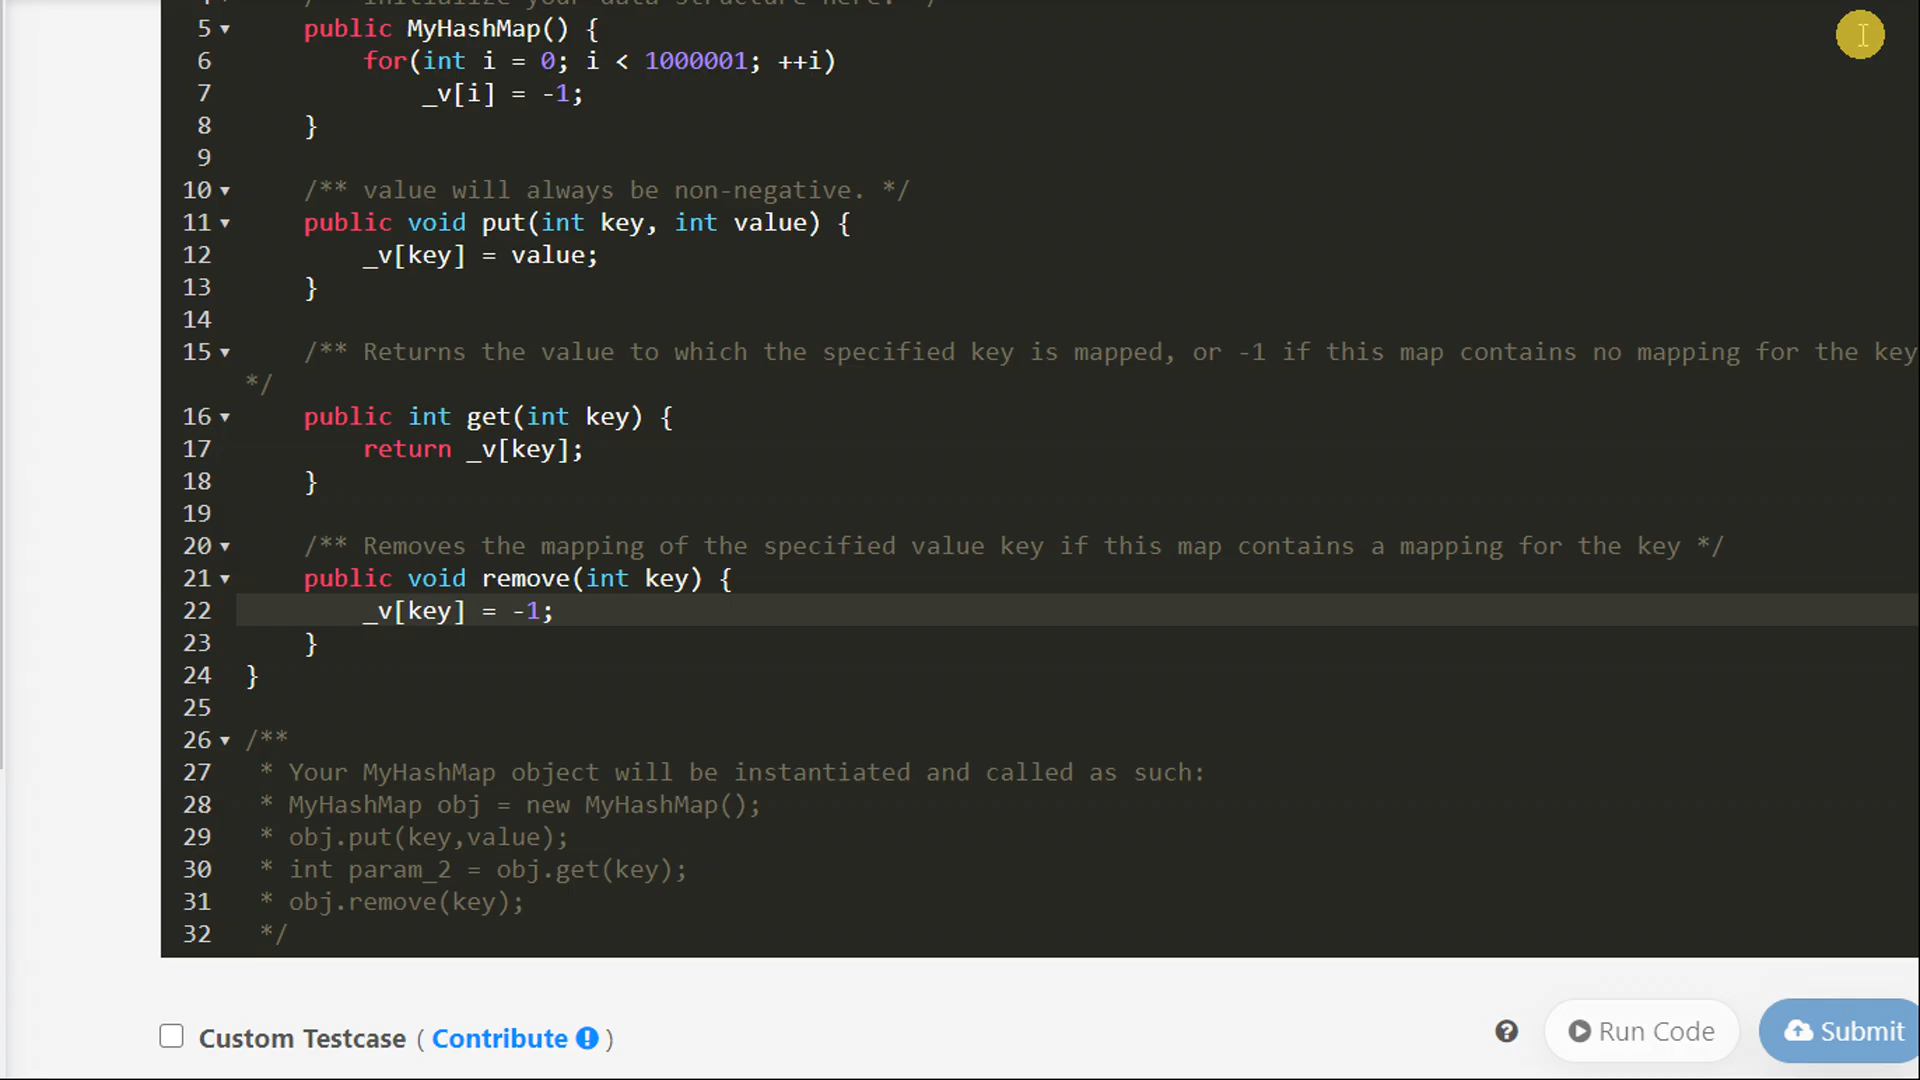 5 public MyHashMap() {
6 for(int i = 0; i < 1000001; ++i)
7 _v[i] = -1;
8 }
9
10 /** value will always be non-negative. */
11 public void put(int key, int value) {
12 _v[key] = value;
13 }
14
15 /** Returns the value to which the specified key is mapped, or -1 if this map contains no mapping for the key
*/
16 public int get(int key) {
17 return _v[key];
18 }
19
20 /** Removes the mapping of the specified value key if this map contains a mapping for the key */
21 public void remove(int key) {
22 _v[key] = -1;
23 }
24 }
25
26 /**
27 * Your MyHashMap object will be instantiated and called as such:
28 * MyHashMap obj = new MyHashMap();
29 * obj.put(key,value);
30 * int param_2 = obj.get(key);
31 * obj.remove(key);
32 */
Custom Testcase ( Contribute )
Run Code
Submit